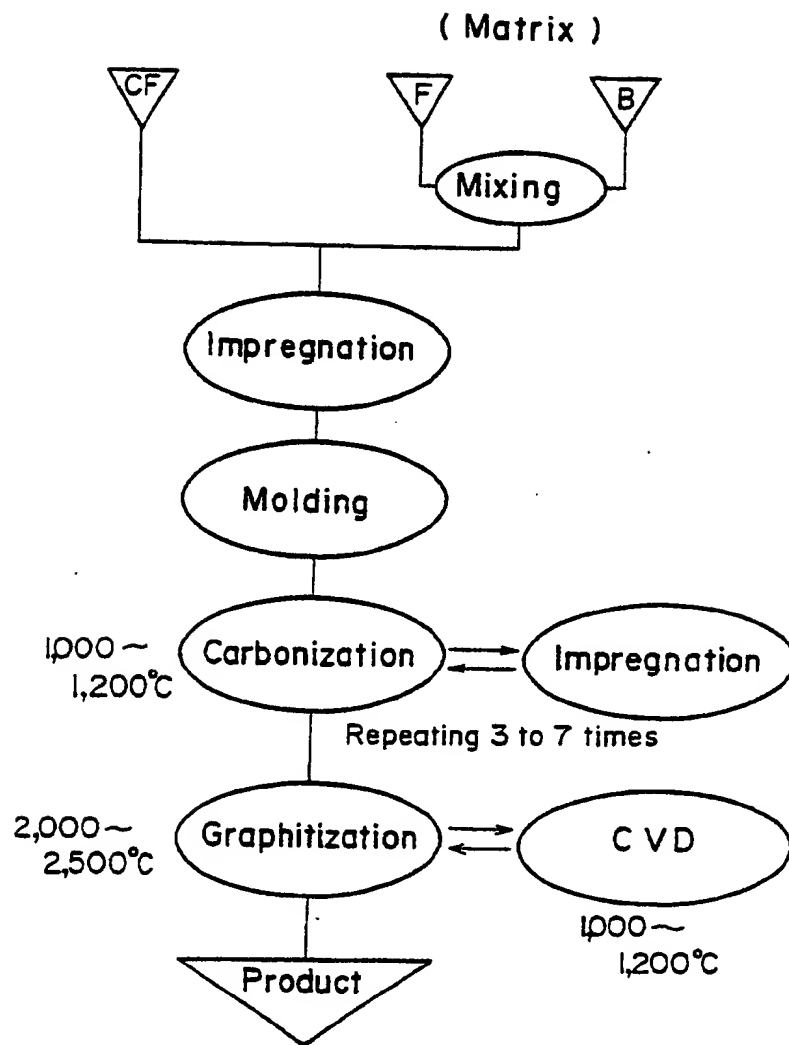 ( Matrix )
CF
F
B
Mixing
Impregnation
Molding
1,000~
1,200°C
Carbonization
Impregnation
Repeating 3 to 7 times
2,000~
2,500°C
Graphitization
CVD
1,000~
1,200°C
Product